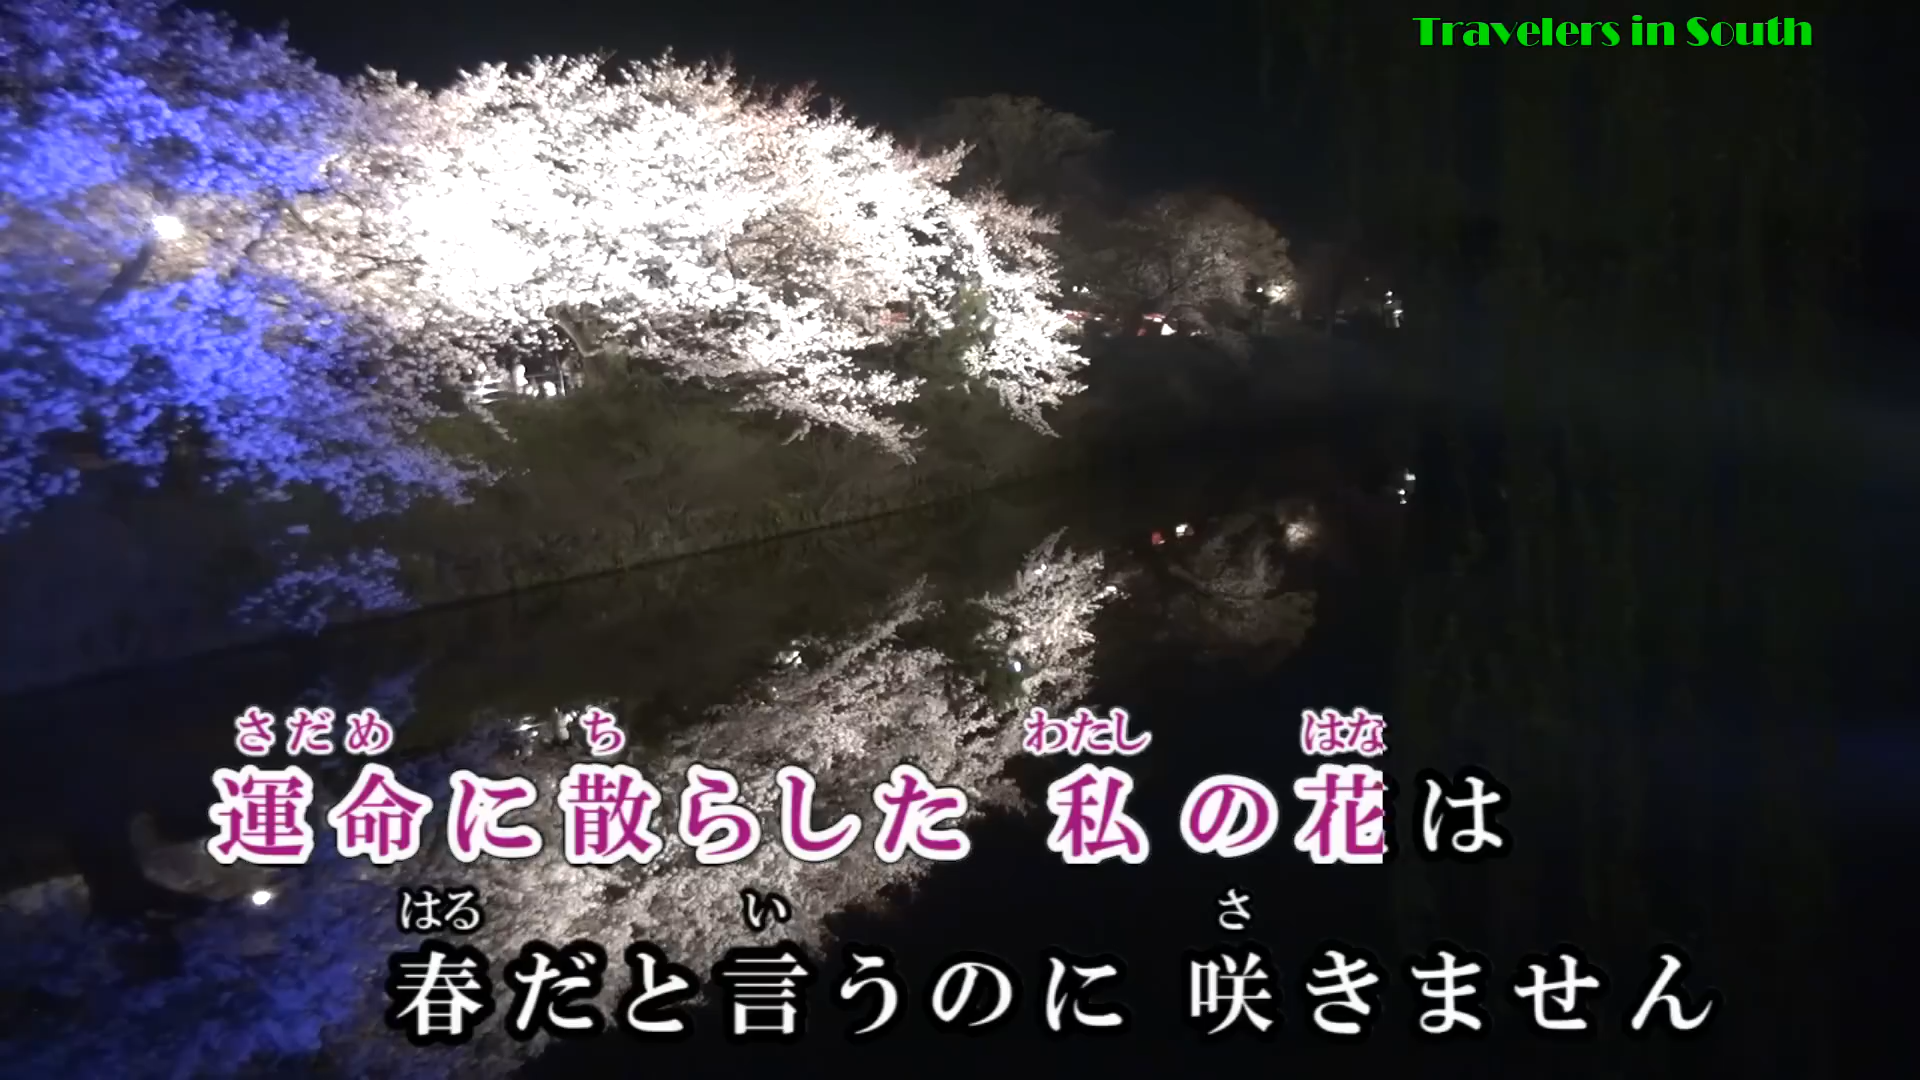 Travelers in South
さだめ ち わたし はな
運命に散らした 私の花は
はる い さ
春だと言うのに 咲きません